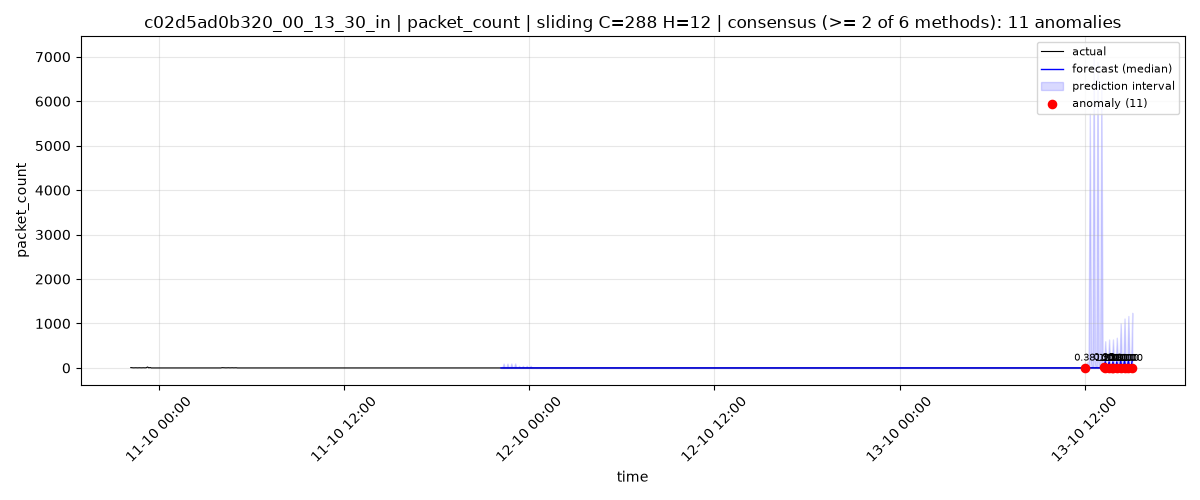 c02d5ad0b320_00_13_30_in | packet_count | sliding C=288 H=12 | consensus (>= 2 of 6 methods): 11 anomalies
actual
forecast (median)
prediction interval
anomaly (11)
packet_count
7000
6000
5000
4000
3000
2000
1000
0
11-10 00:00
11-10 12:00
12-10 00:00
12-10 12:00
13-10 00:00
13-10 12:00
time